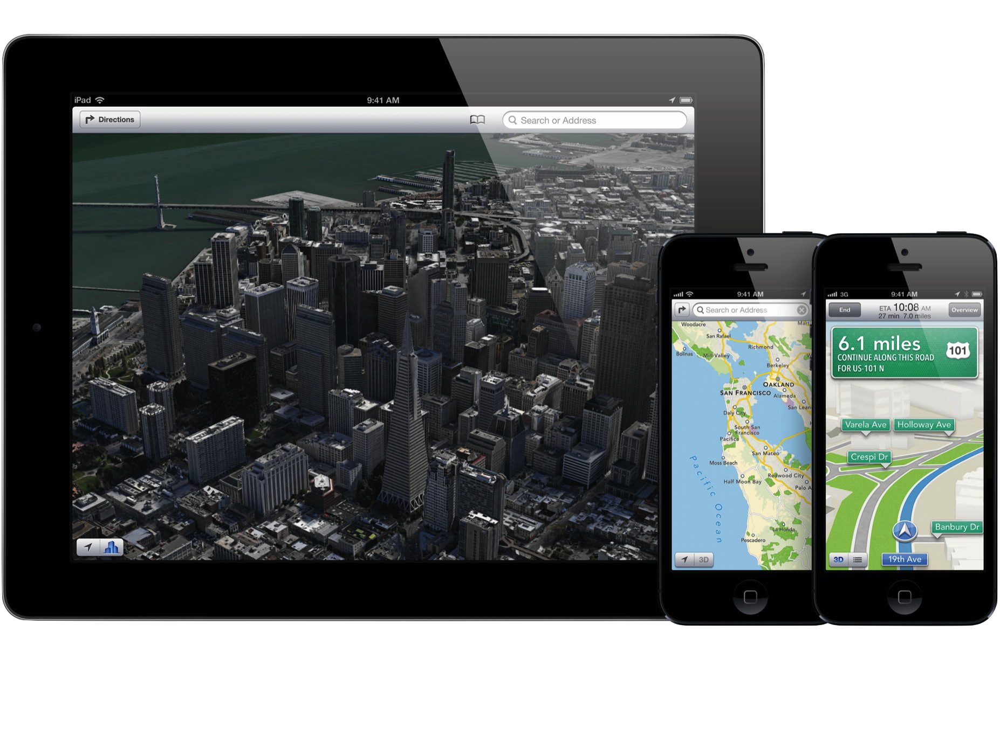 iPad 9:41 AM
Directions
Search or Address
9:41 AM
Search or Address
Woodacre
San Rafael
Bolinas
Mill Valley
Richmond
Berkeley
OAKLAND
SAN FRANCISCO
Alameda
San Lean
Daly City
South San
Francisco
Pacifica
San Mateo
Moss Beach
Redwood City
Half Moon Bay
Palo A
Pacific Ocean
La Honda
Pescadero
3D
3G 9:41 AM
End
ETA 10:08 AM
27 min 7.0 miles
Overview
6.1 miles
CONTINUE ALONG THIS ROAD
FOR US-101 N
101
Varela Ave
Holloway Ave
Crespi Dr
Banbury Dr
3D
19th Ave